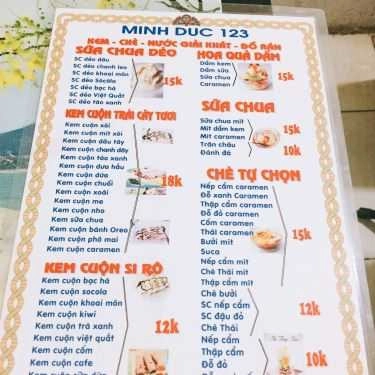 MINH DUC 123
KEM - CHÈ - NƯỚC GIẢI KHÁT - ĐỒ RÁN
SỮA CHUA DẺO
SC dẻo dâu
SC dẻo chanh leo
SC dẻo khoai môn
SC dẻo Sôcôla
SC dẻo bạc hà
SC dẻo Việt Quất
SC dẻo táo xanh
15k
KEM CUỘN TRÁI CÂY TƯƠI
Kem cuộn xôi
Kem cuộn mít xôi
Kem cuộn dâu tây
Kem cuộn chanh dây
Kem cuộn táo xanh
Kem cuộn dưa hấu
Kem cuộn dứa
Kem cuộn chuối
Kem cuộn xoài
Kem cuộn me
Kem cuộn nho
Kem sữa chua
Kem cuộn bánh Oreo
Kem cuộn phô mai
Kem cuộn caramen
18k
KEM CUỘN SI RÔ
Kem cuộn bạc hà
Kem cuộn socola
Kem cuộn khoai môn
Kem cuộn kiwi
Kem cuộn trà xanh
Kem cuộn việt quất
Kem cuộn cốm
Kem cuộn cafe
12k
HOA QUẢ DẦM
Dầm kem
Dầm sữa
Sữa chua
Caramen
15k
SỮA CHUA
Sữa chua mít
Mít dầm kem
Mít caramen
Trân châu
Đánh đá
15k
10k
CHÈ TỰ CHỌN
Nếp cẩm caramen
Đỗ xanh Caramen
Thập cẩm caramen
Đỗ đỏ caramen
Cốm caramen
Thái caramen
Bưởi mít
Suca
Nếp cẩm mít
Chè Thái mít
Thập cẩm mít
15k
Chè bưởi
SC nếp cẩm
SC đậu đỏ
Chè Thái
12k
Thập cẩm
Nếp cẩm
Đỗ đỏ
10k